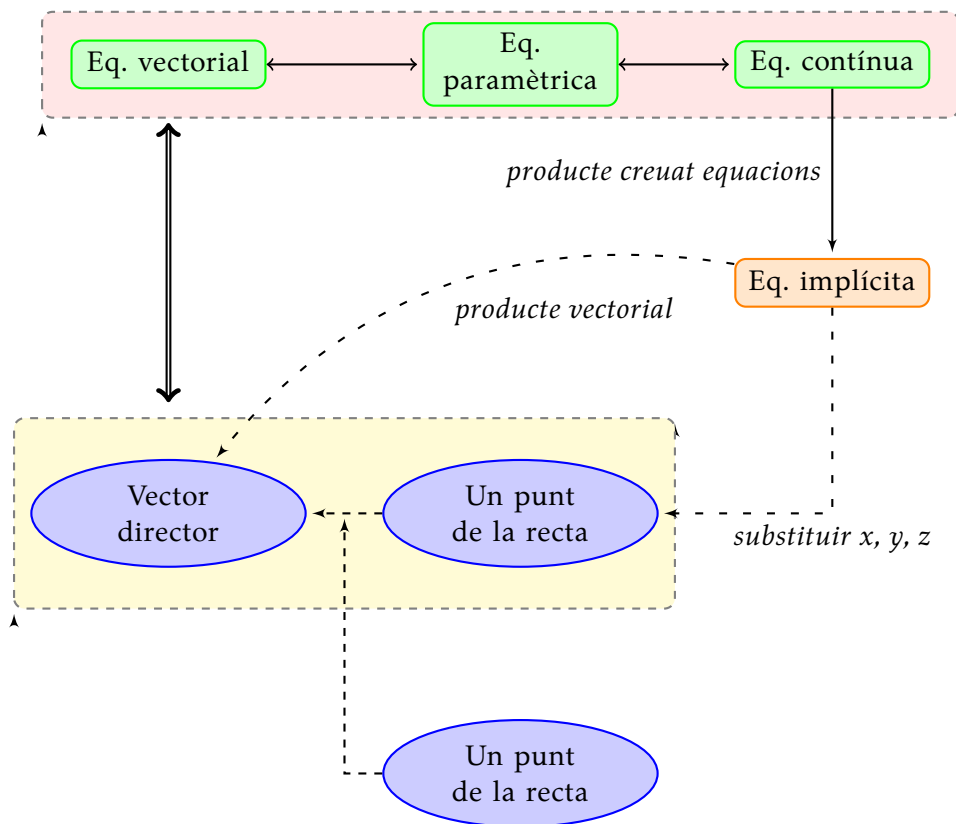 Eq. vectorial
Eq.
paramètrica
Eq. contínua
producte creuat equacions
Eq. implícita
producte vectorial
Vector
director
Un punt
de la recta
substituir x, y, z
Un punt
de la recta